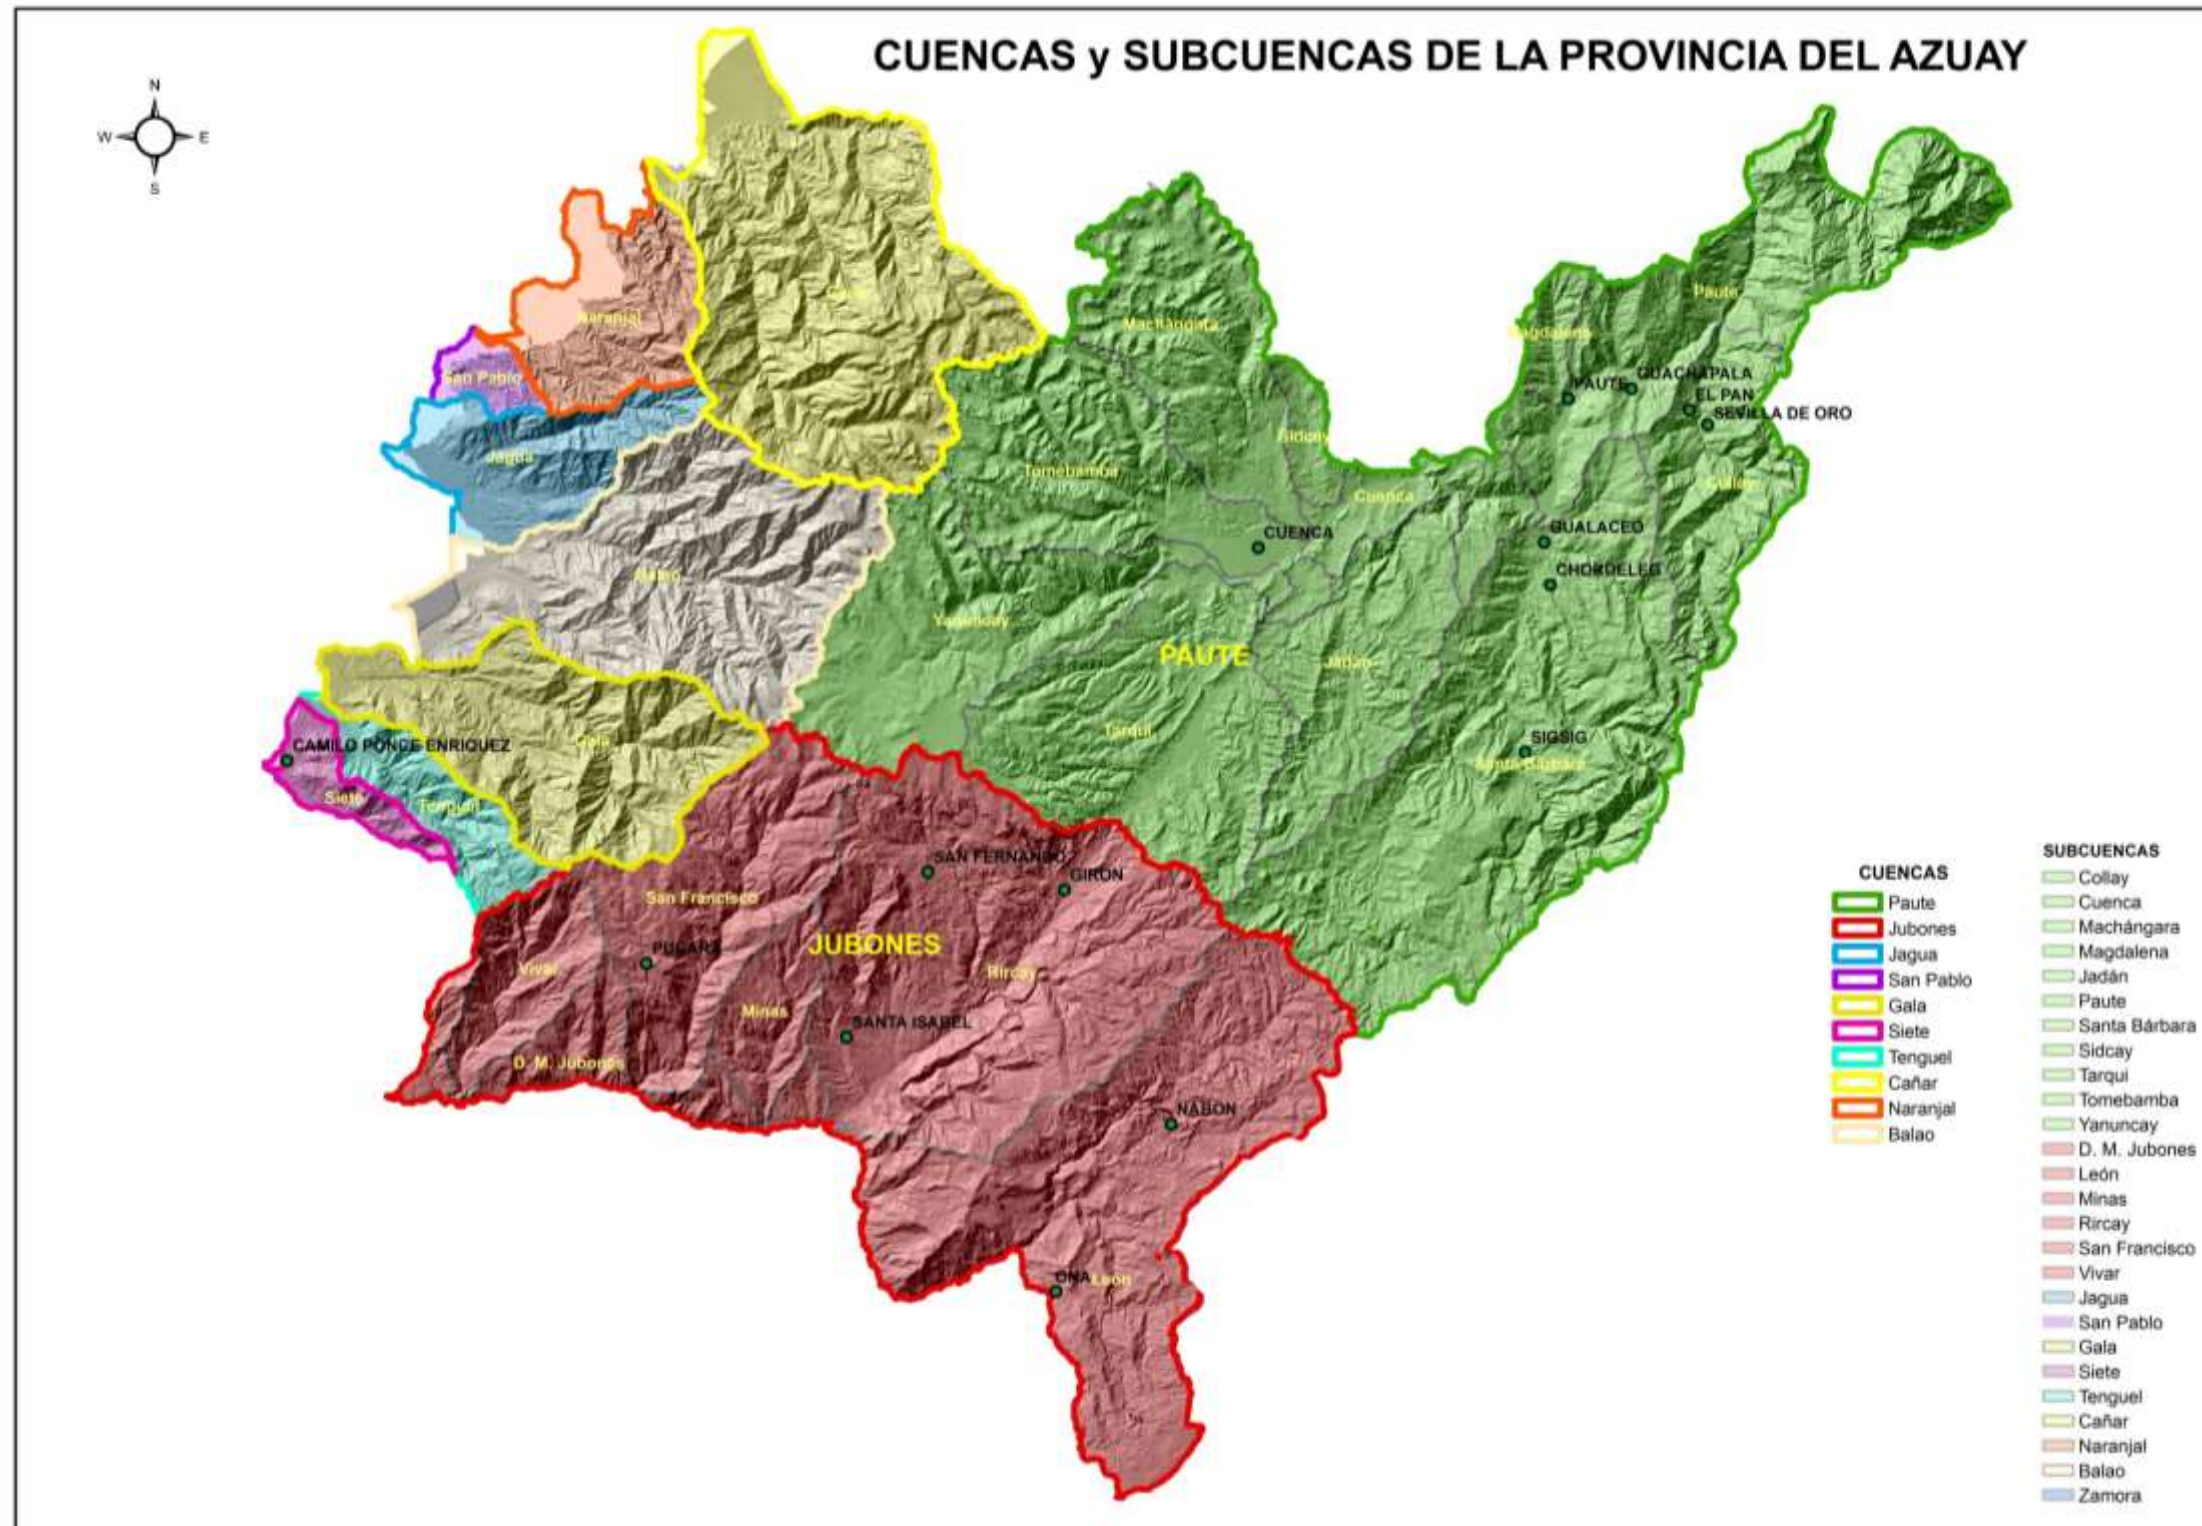 CUENCAS y SUBCUENCAS DE LA PROVINCIA DEL AZUAY
N
W E
S
Naranjal
San Pablo
Jagua
Machángara
Magdalena
Paute
PAUTE
GUACHAPALA
EL PAN
SEVILLA DE ORO
Sidcay
Tomebamba
Cuenca
Collay
CUENCA
GUALACEO
CHORDELEG
Balao
Yanuncay
PAUTE
Jadán
Tarqui
SIGSIG
Santa Bárbara
Gala
CAMILO PONCE ENRIQUEZ
Siete
Tenguel
SAN FERNANDO
GIRON
San Francisco
PUCARA
JUBONES
Vivar
Rircay
Minas
SANTA ISABEL
D. M. Jubones
NABON
OÑA
León
CUENCAS
Paute
Jubones
Jagua
San Pablo
Gala
Siete
Tenguel
Cañar
Naranjal
Balao
SUBCUENCAS
Collay
Cuenca
Machángara
Magdalena
Jadán
Paute
Santa Bárbara
Sidcay
Tarqui
Tomebamba
Yanuncay
D. M. Jubones
León
Minas
Rircay
San Francisco
Vivar
Jagua
San Pablo
Gala
Siete
Tenguel
Cañar
Naranjal
Balao
Zamora